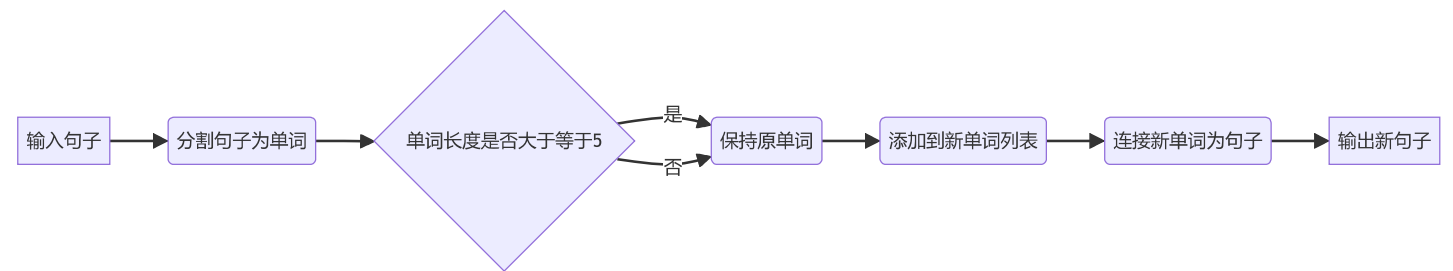 输入句子
分割句子为单词
单词长度是否大于等于5
是
否
保持原单词
添加到新单词列表
连接新单词为句子
输出新句子